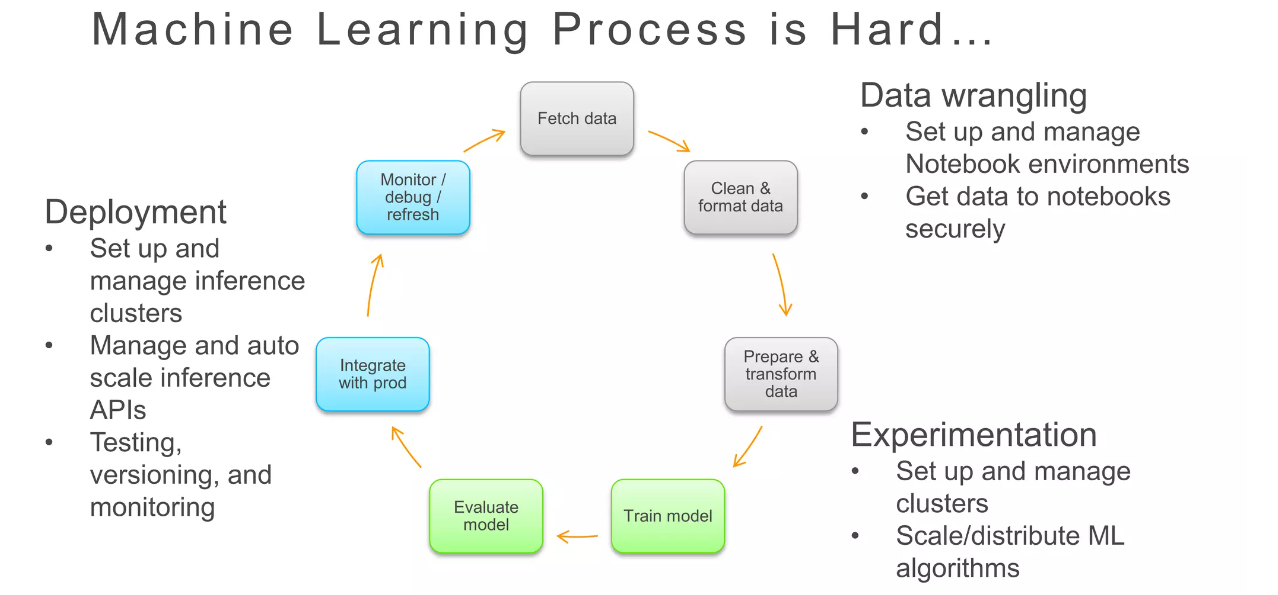 Machine Learning Process is Hard...
Fetch data
Clean &
format data
Prepare &
transform
data
Train model
Evaluate
model
Integrate
with prod
Monitor /
debug /
refresh
Data wrangling
• Set up and manage
Notebook environments
• Get data to notebooks
securely
Experimentation
• Set up and manage
clusters
• Scale/distribute ML
algorithms
Deployment
• Set up and
manage inference
clusters
• Manage and auto
scale inference
APIs
• Testing,
versioning, and
monitoring